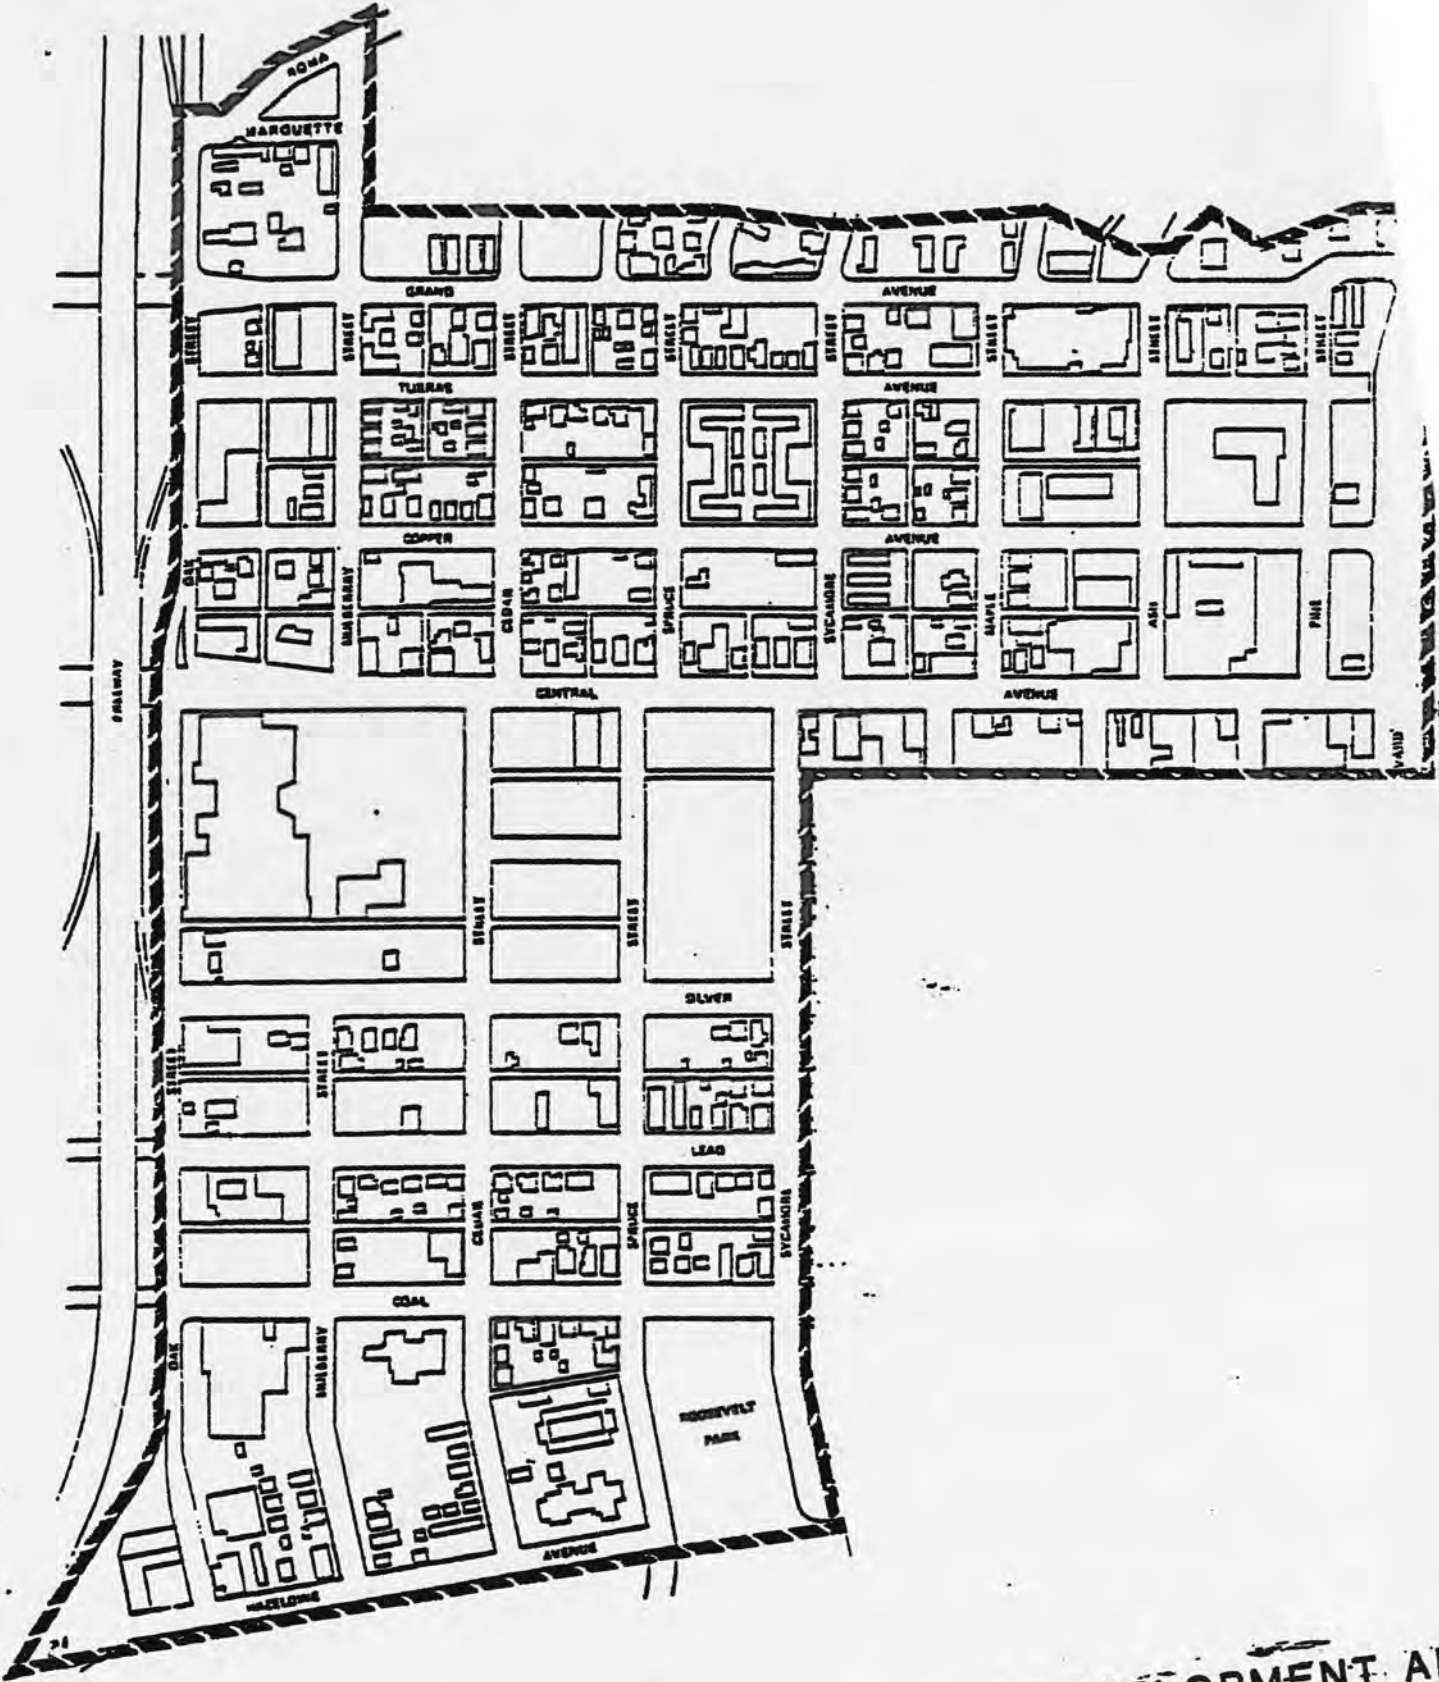 ROMA
MARQUETTE
GRAND AVENUE
STREET STREET STREET STREET STREET STREET STREET STREET
TIJERAS AVENUE
COPPER AVENUE
OAK MULBERRY CEDAR SPRUCE SYCAMORE MAPLE ASH PINE
FREEWAY
CENTRAL AVENUE
STREET STREET STREET
SILVER
STREET STREET
LEAD
CEDAR SPRUCE SYCAMORE
COAL
OAK MULBERRY
ROOSEVELT
PARK
HAZELDINE AVENUE